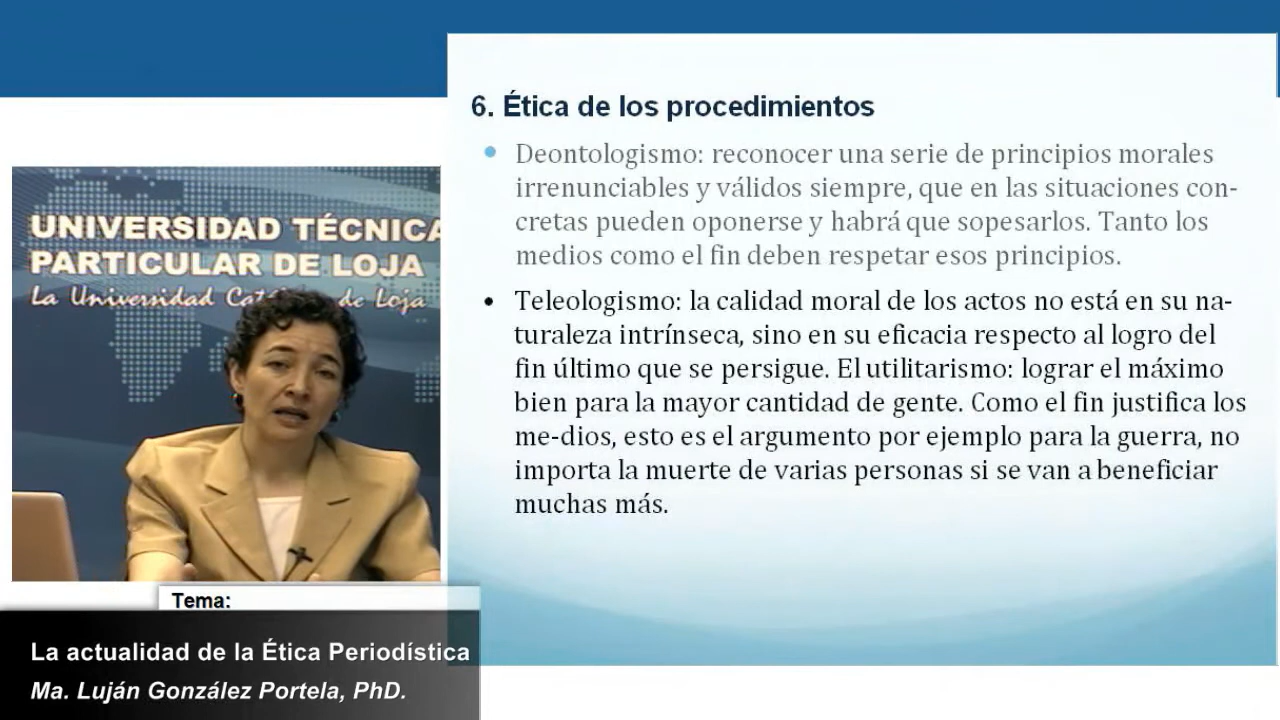 6. Ética de los procedimientos
Deontologismo: reconocer una serie de principios morales
irrenunciables y válidos siempre, que en las situaciones con-
cretas pueden oponerse y habrá que sopesarlos. Tanto los
medios como el fin deben respetar esos principios.
Teleologismo: la calidad moral de los actos no está en su na-
turaleza intrínseca, sino en su eficacia respecto al logro del
fin último que se persigue. El utilitarismo: lograr el máximo
bien para la mayor cantidad de gente. Como el fin justifica los
me-dios, esto es el argumento por ejemplo para la guerra, no
importa la muerte de varias personas si se van a beneficiar
muchas más.
UNIVERSIDAD TÉCNICA
PARTICULAR DE LOJA
La Universidad de Loja
Tema:
La actualidad de la Ética Periodística
Ma. Luján González Portela, PhD.